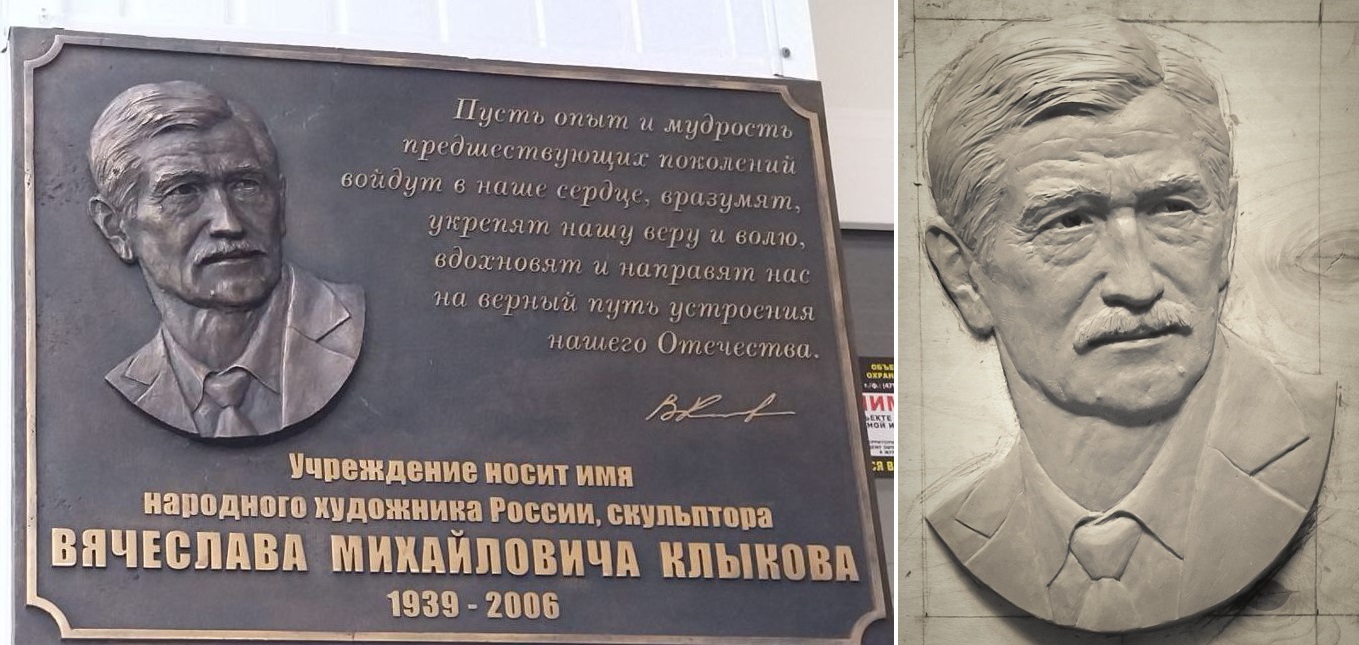 Пусть опыт и мудрость
предшествующих поколений
войдут в наше сердце, вразумят,
укрепят нашу веру и волю,
вдохновят и направят нас
на верный путь устроения
нашего Отечества.
Учреждение носит имя
народного художника России, скульптора
ВЯЧЕСЛАВА МИХАЙЛОВИЧА КЛЫКОВА
1939 - 2006